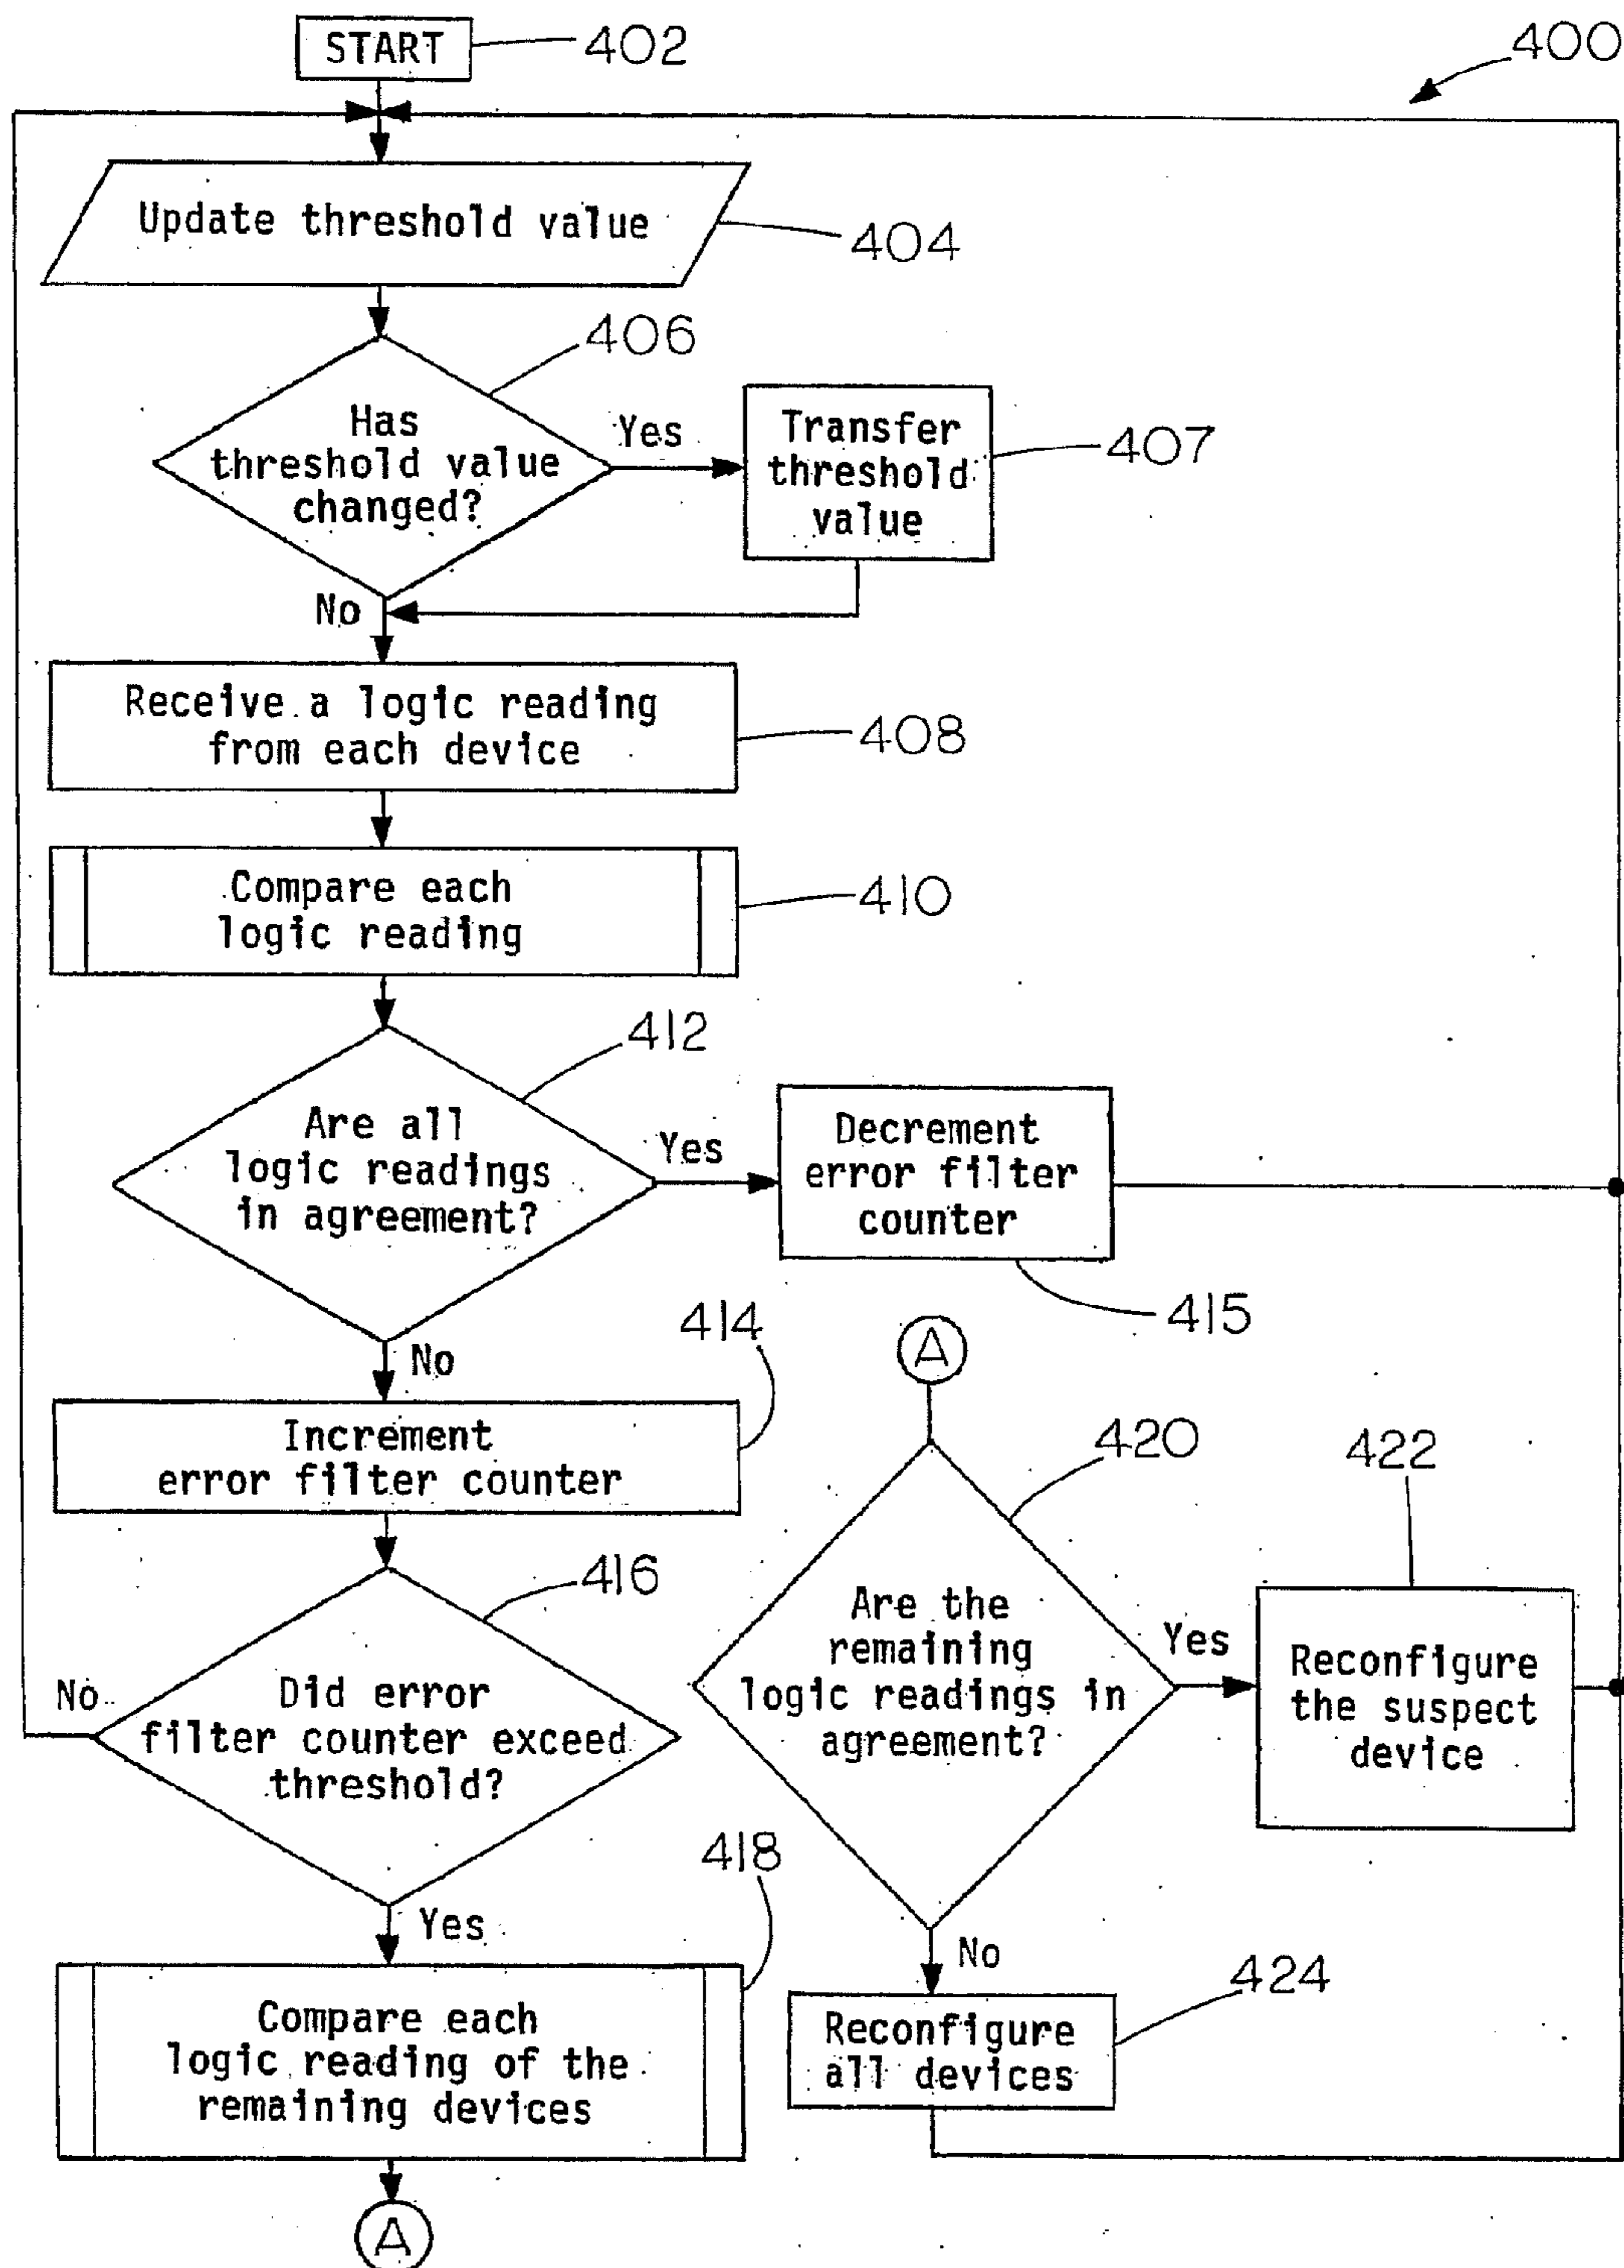 START
402
400
Update threshold value
404
406
Has
threshold value
changed?
Yes
Transfer
threshold
value
407
No
Receive a logic reading
from each device
408
Compare each
logic reading
410
412
Are all
logic readings
in agreement?
Yes
Decrement
error filter
counter
415
No
414
Increment
error filter counter
416
Did error
filter counter exceed
threshold?
No
Yes
418
Compare each
logic reading of the
remaining devices
A
A
420
Are the
remaining
logic readings in
agreement?
Yes
422
Reconfigure
the suspect
device
No
424
Reconfigure
all devices